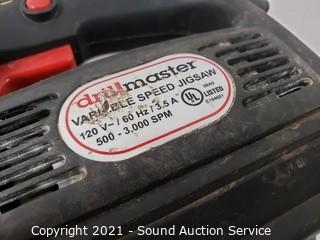 drillmaster
VARIABLE SPEED JIGSAW
120 V~ / 60 Hz / 3.5 A
500 - 3,000 SPM
UL
LISTED
Copyright 2021 - Sound Auction Service